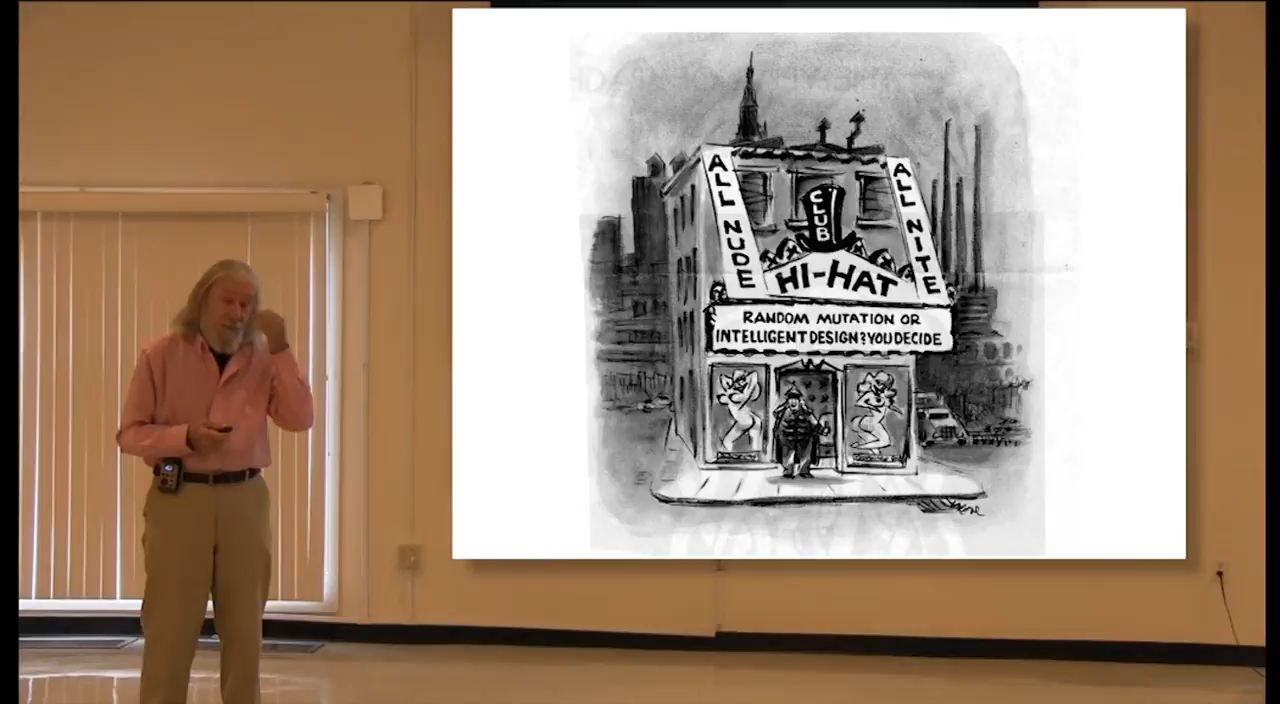 ALL NUDE
ALL NITE
CLUB
HI-HAT
RANDOM MUTATION OR
INTELLIGENT DESIGN? YOU DECIDE